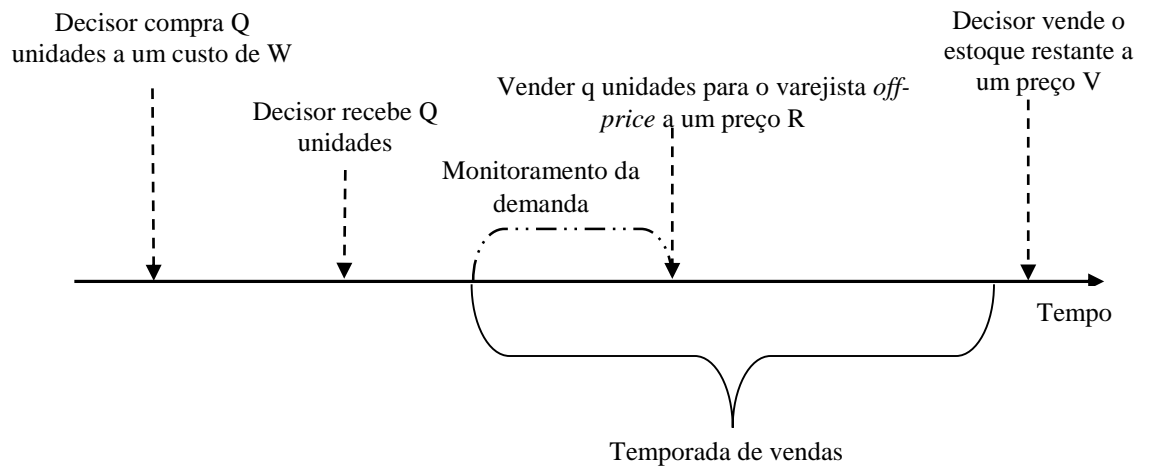 Decisor compra Q
unidades a um custo de W
Decisor recebe Q
unidades
Monitoramento da
demanda
Vender q unidades para o varejista off-
price a um preço R
Decisor vende o
estoque restante a
um preço V
Tempo
Temporada de vendas